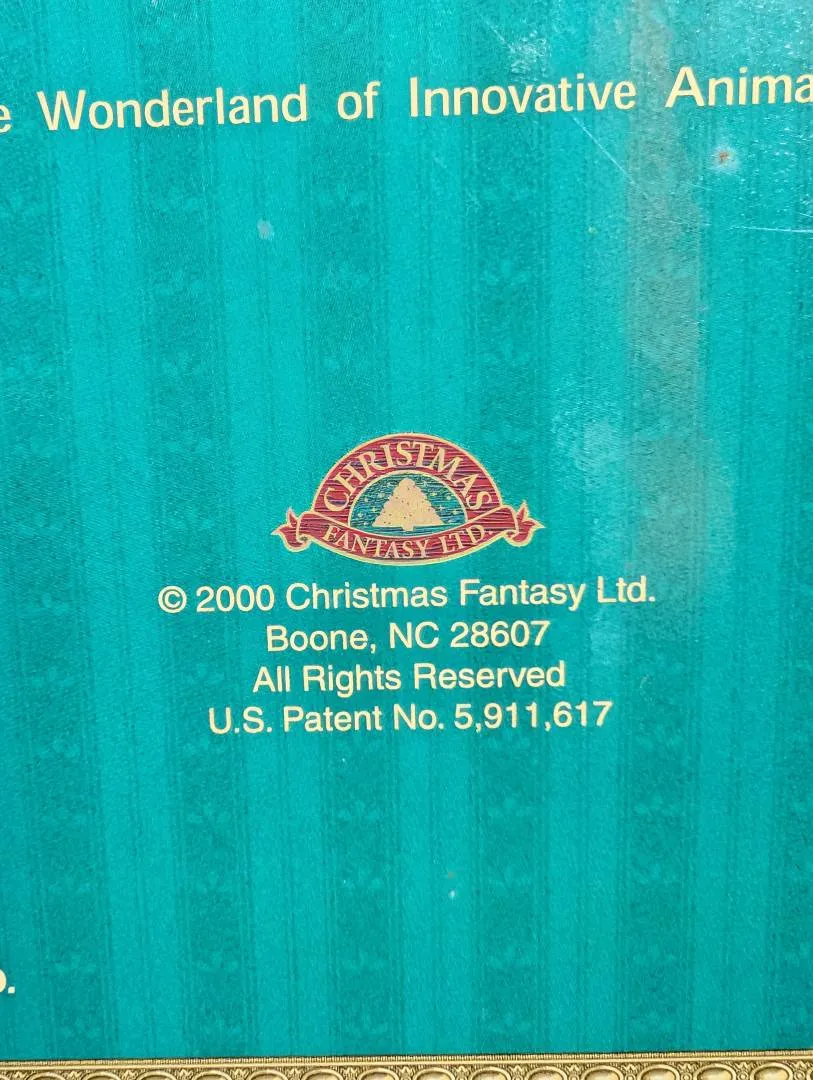 e Wonderland of Innovative Anima
CHRISTMAS
FANTASY LTD.
© 2000 Christmas Fantasy Ltd.
Boone, NC 28607
All Rights Reserved
U.S. Patent No. 5,911,617